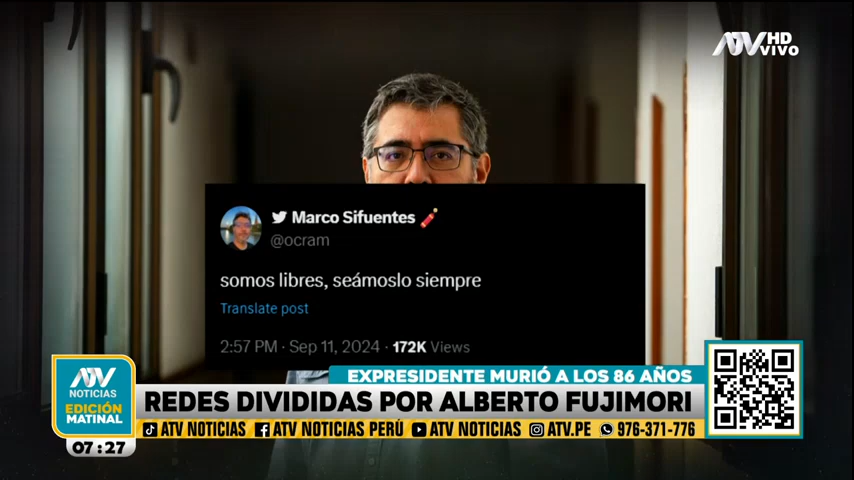 ATV HD
VIVO
Marco Sifuentes
@ocram
somos libres, seámoslo siempre
Translate post
2:57 PM · Sep 11, 2024 · 172K Views
EXPRESIDENTE MURIÓ A LOS 86 AÑOS
REDES DIVIDIDAS POR ALBERTO FUJIMORI
ATV
NOTICIAS
EDICIÓN
MATINAL
07:27
ATV NOTICIAS ATV NOTICIAS PERÚ ATV NOTICIAS ATV.PE 976-371-776